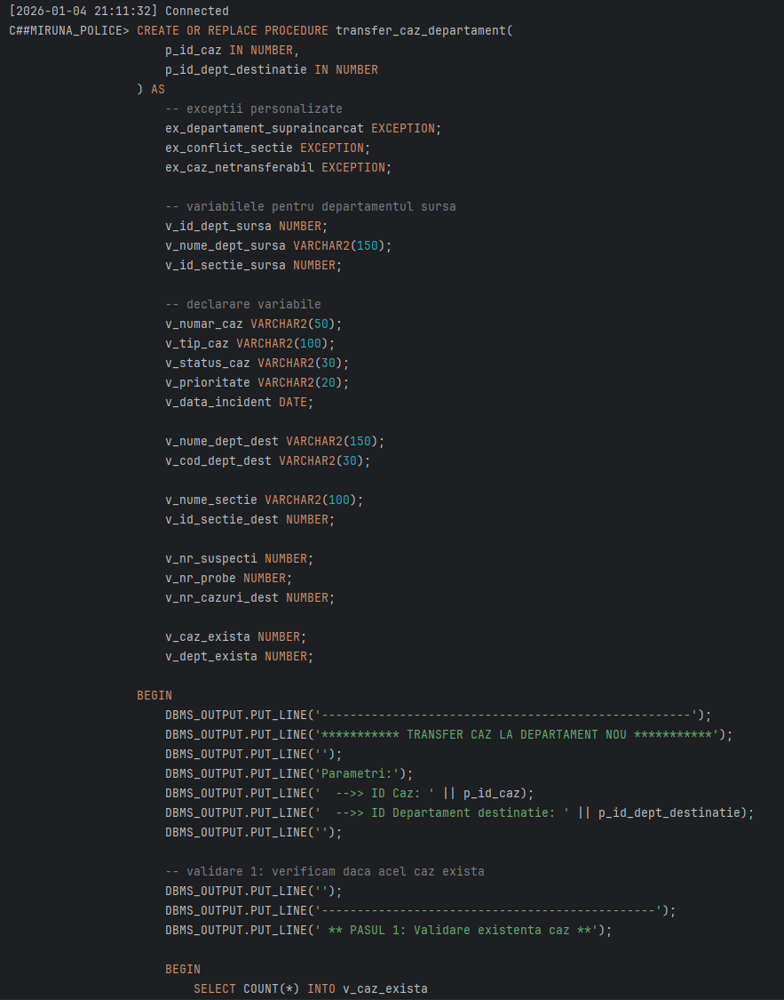 [2026-01-04 21:11:32] Connected
C##MIRUNA_POLICE> CREATE OR REPLACE PROCEDURE transfer_caz_departament(
p_id_caz IN NUMBER,
p_id_dept_destinatie IN NUMBER
) AS
-- exceptii personalizate
ex_departament_supraincarcat EXCEPTION;
ex_conflict_sectie EXCEPTION;
ex_caz_netransferabil EXCEPTION;
-- variabilele pentru departamentul sursa
v_id_dept_sursa NUMBER;
v_nume_dept_sursa VARCHAR2(150);
v_id_sectie_sursa NUMBER;
-- declarare variabile
v_numar_caz VARCHAR2(50);
v_tip_caz VARCHAR2(100);
v_status_caz VARCHAR2(30);
v_prioritate VARCHAR2(20);
v_data_incident DATE;
v_nume_dept_dest VARCHAR2(150);
v_cod_dept_dest VARCHAR2(30);
v_nume_sectie VARCHAR2(100);
v_id_sectie_dest NUMBER;
v_nr_suspecti NUMBER;
v_nr_probe NUMBER;
v_nr_cazuri_dest NUMBER;
v_caz_exista NUMBER;
v_dept_exista NUMBER;
BEGIN
DBMS_OUTPUT.PUT_LINE('----------------------------------------------------');
DBMS_OUTPUT.PUT_LINE('*********** TRANSFER CAZ LA DEPARTAMENT NOU ***********');
DBMS_OUTPUT.PUT_LINE('');
DBMS_OUTPUT.PUT_LINE('Parametri:');
DBMS_OUTPUT.PUT_LINE('  -->> ID Caz: ' || p_id_caz);
DBMS_OUTPUT.PUT_LINE('  -->> ID Departament destinatie: ' || p_id_dept_destinatie);
DBMS_OUTPUT.PUT_LINE('');
-- validare 1: verificam daca acel caz exista
DBMS_OUTPUT.PUT_LINE('');
DBMS_OUTPUT.PUT_LINE('-----------------------------------------------');
DBMS_OUTPUT.PUT_LINE(' ** PASUL 1: Validare existenta caz **');
BEGIN
SELECT COUNT(*) INTO v_caz_exista